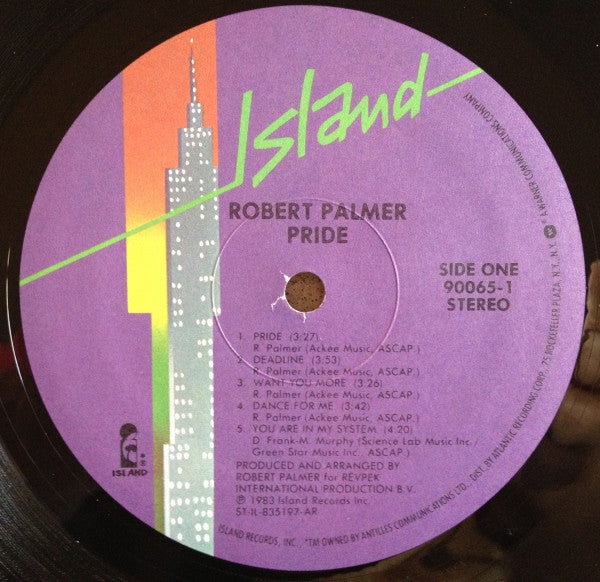 Island
ROBERT PALMER
PRIDE
SIDE ONE
90065-1
STEREO
1. PRIDE (3:27)
R. Palmer (Ackee Music, ASCAP.)
2. DEADLINE (3:53)
R. Palmer (Ackee Music, ASCAP.)
3. WANT YOU MORE (3:26)
R. Palmer (Ackee Music, ASCAP.)
4. DANCE FOR ME (3:42)
R. Palmer (Ackee Music, ASCAP.)
5. YOU ARE IN MY SYSTEM (4:20)
D. Frank-M. Murphy (Science Lab Music Inc./
Green Star Music Inc., ASCAP.)
PRODUCED AND ARRANGED BY
ROBERT PALMER for REVPEK
INTERNATIONAL PRODUCTION B.V.
℗ 1983 Island Records Inc.
ST-IL-835197-AR
ISLAND ®
ISLAND RECORDS, INC., *TM OWNED BY ANTILLES COMMUNICATIONS LTD., DIST. BY ATLANTIC RECORDING CORP., 75 ROCKEFELLER PLAZA, N.Y., N.Y. A WARNER COMMUNICATIONS COMPANY